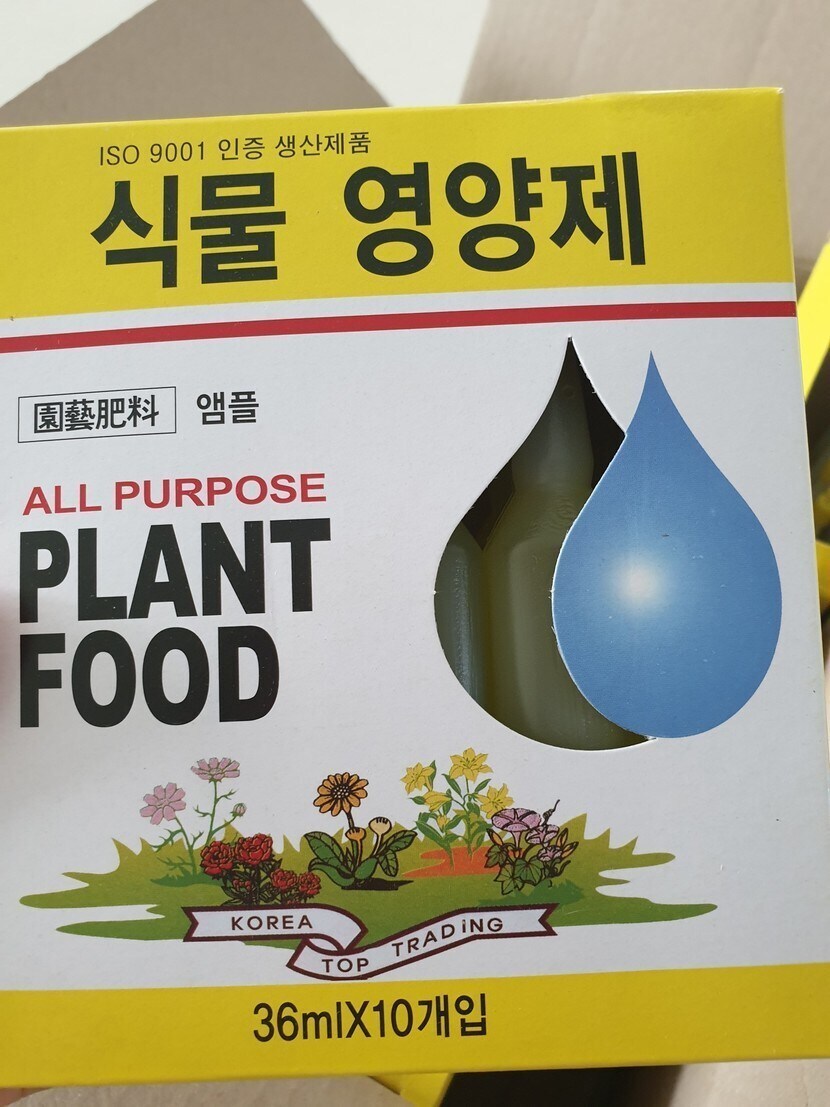 ISO 9001 인증 생산제품
식물 영양제
園藝肥料 앰플
ALL PURPOSE
PLANT
FOOD
KOREA
TOP TRADiNG
36mlX10개입